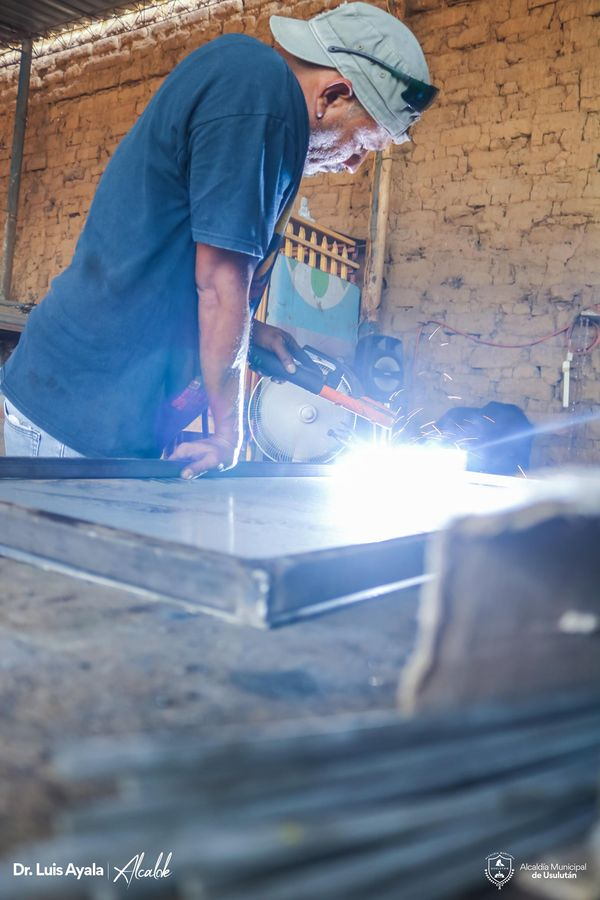 Dr. Luis Ayala | Alcalde
Alcaldía Municipal
de Usulután